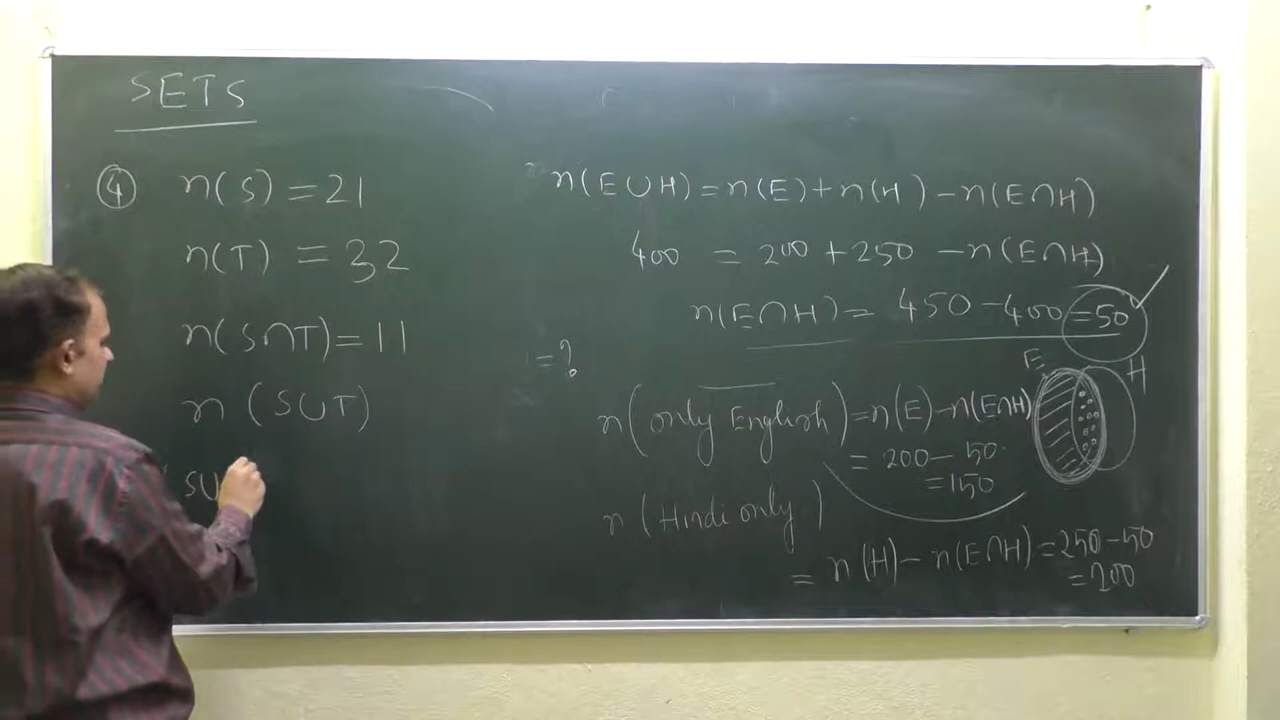 SETS
④ n(S) = 21
n(T) = 32
n(S∩T) = 11
n (S∪T)
(S∪
n(E∪H) = n(E) + n(H) - n(E∩H)
400 = 200 + 250 - n(E∩H)
n(E∩H) = 450 - 400 = 50
= ?
E H
n(only English) = n(E) - n(E∩H)
= 200 - 50
= 150
n (Hindi only)
= n(H) - n(E∩H) = 250 - 50
= 200